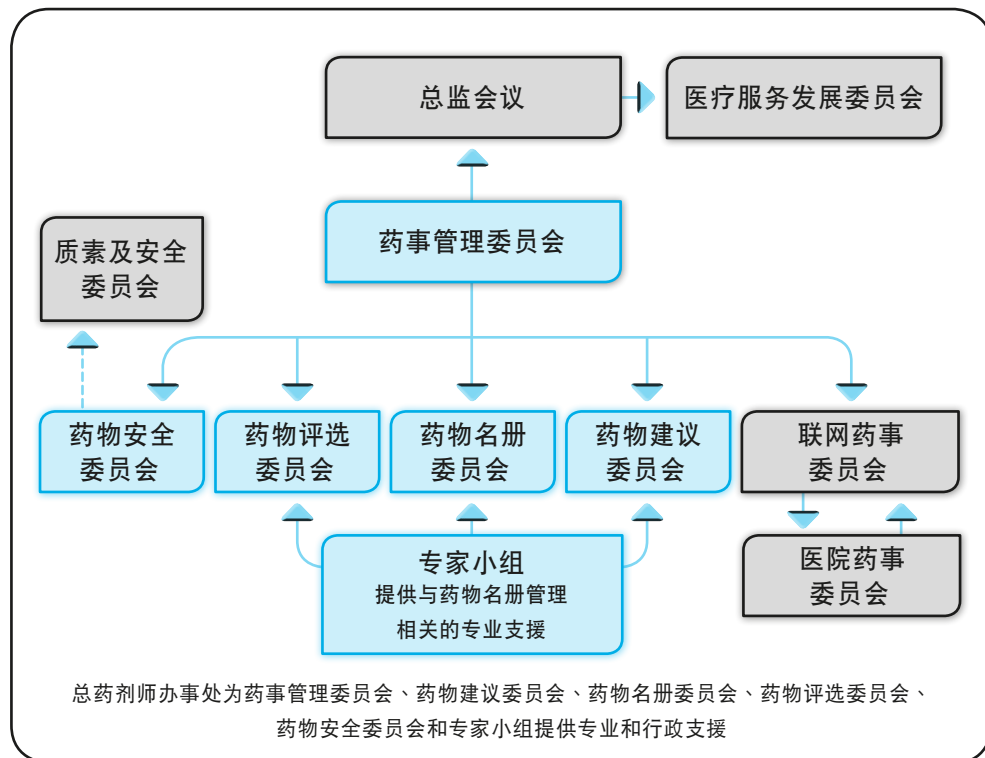 总监会议
医疗服务发展委员会
药事管理委员会
质素及安全
委员会
药物安全
委员会
药物评选
委员会
药物名册
委员会
药物建议
委员会
联网药事
委员会
专家小组
提供与药物名册管理
相关的专业支援
医院药事
委员会
总药剂师办事处为药事管理委员会、药物建议委员会、药物名册委员会、药物评选委员会、
药物安全委员会和专家小组提供专业和行政支援